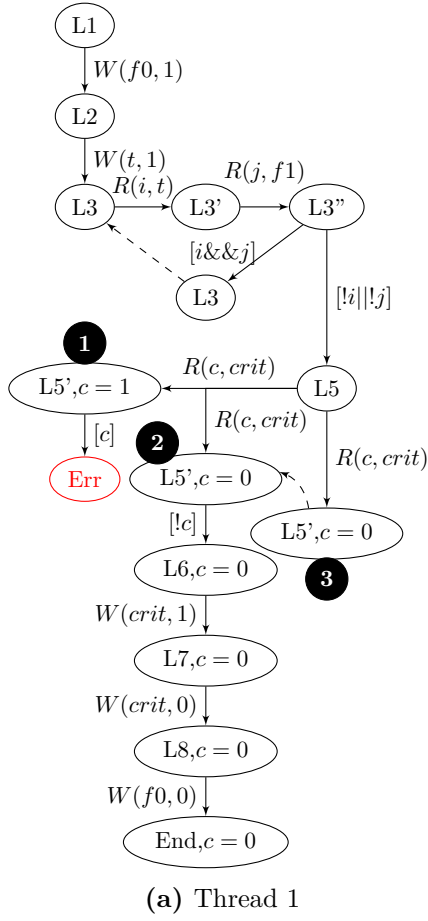 L1
W(f0, 1)
L2
W(t, 1)
L3
R(i, t)
L3'
R(j, f1)
L3"
[i&&j]
L3
[!i||!j]
1
L5',c = 1
R(c, crit)
L5
R(c, crit)
[c]
2
R(c, crit)
Err
L5',c = 0
[!c]
L5',c = 0
3
L6,c = 0
W(crit, 1)
L7,c = 0
W(crit, 0)
L8,c = 0
W(f0, 0)
End,c = 0
(a) Thread 1